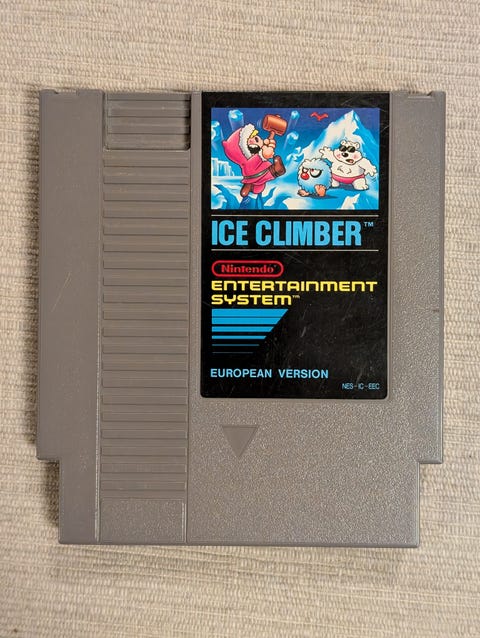 ICE CLIMBER™
Nintendo
ENTERTAINMENT
SYSTEM™
EUROPEAN VERSION
NES-IC-EEC